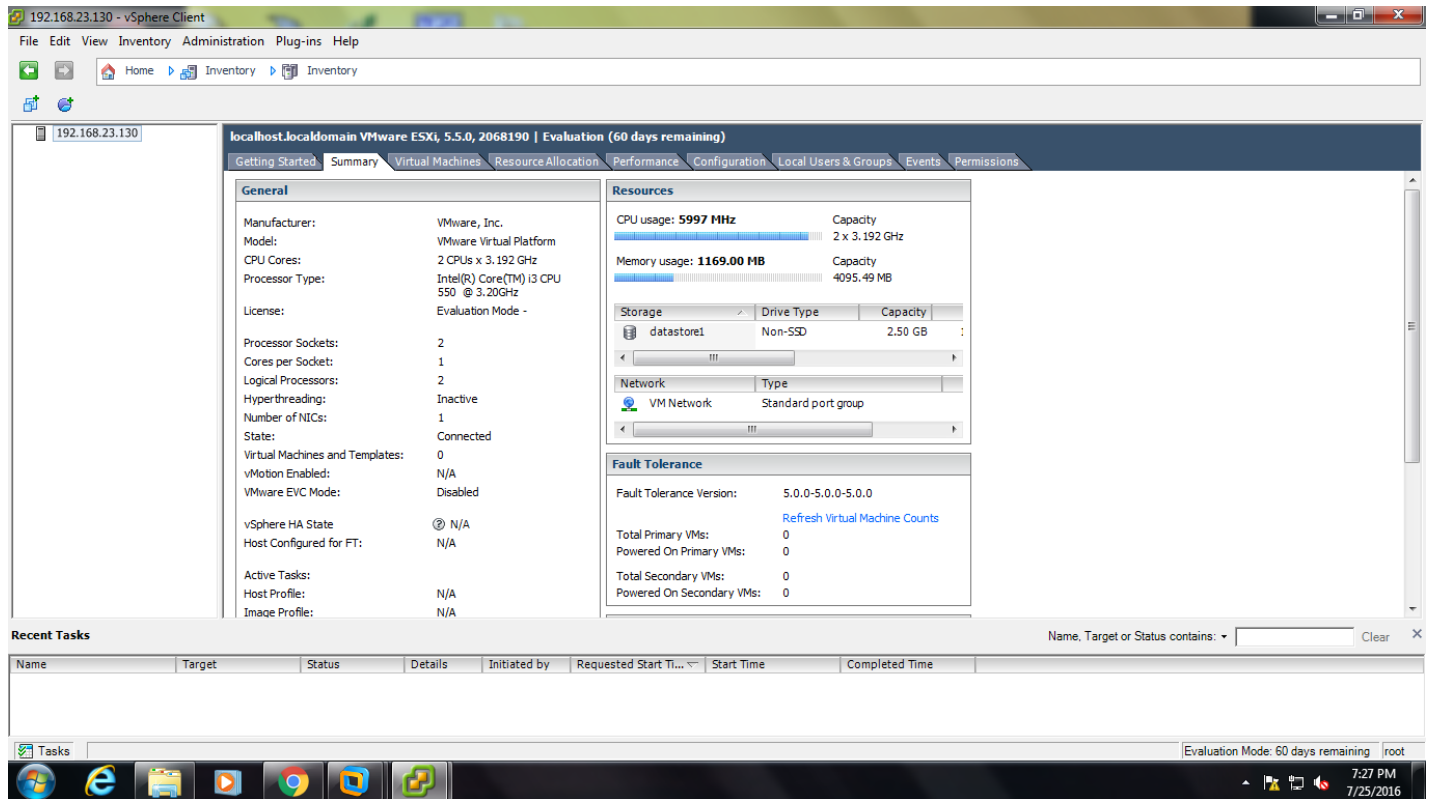 192.168.23.130 - vSphere Client
File Edit View Inventory Administration Plug-ins Help
Home Inventory Inventory
192.168.23.130
localhost.localdomain VMware ESXi, 5.5.0, 2068190 | Evaluation (60 days remaining)
Getting Started Summary Virtual Machines Resource Allocation Performance Configuration Local Users & Groups Events Permissions
General
Manufacturer: VMware, Inc.
Model: VMware Virtual Platform
CPU Cores: 2 CPUs x 3.192 GHz
Processor Type: Intel(R) Core(TM) i3 CPU
550 @ 3.20GHz
License: Evaluation Mode -
Processor Sockets: 2
Cores per Socket: 1
Logical Processors: 2
Hyperthreading: Inactive
Number of NICs: 1
State: Connected
Virtual Machines and Templates: 0
vMotion Enabled: N/A
VMware EVC Mode: Disabled
vSphere HA State N/A
Host Configured for FT: N/A
Active Tasks:
Host Profile: N/A
Image Profile: N/A
Resources
CPU usage: 5997 MHz Capacity
2 x 3.192 GHz
Memory usage: 1169.00 MB Capacity
4095.49 MB
Storage Drive Type Capacity
datastore1 Non-SSD 2.50 GB
Network Type
VM Network Standard port group
Fault Tolerance
Fault Tolerance Version: 5.0.0-5.0.0-5.0.0
Refresh Virtual Machine Counts
Total Primary VMs: 0
Powered On Primary VMs: 0
Total Secondary VMs: 0
Powered On Secondary VMs: 0
Recent Tasks Name, Target or Status contains: Clear
Name Target Status Details Initiated by Requested Start Ti... Start Time Completed Time
Tasks Evaluation Mode: 60 days remaining root
7:27 PM
7/25/2016